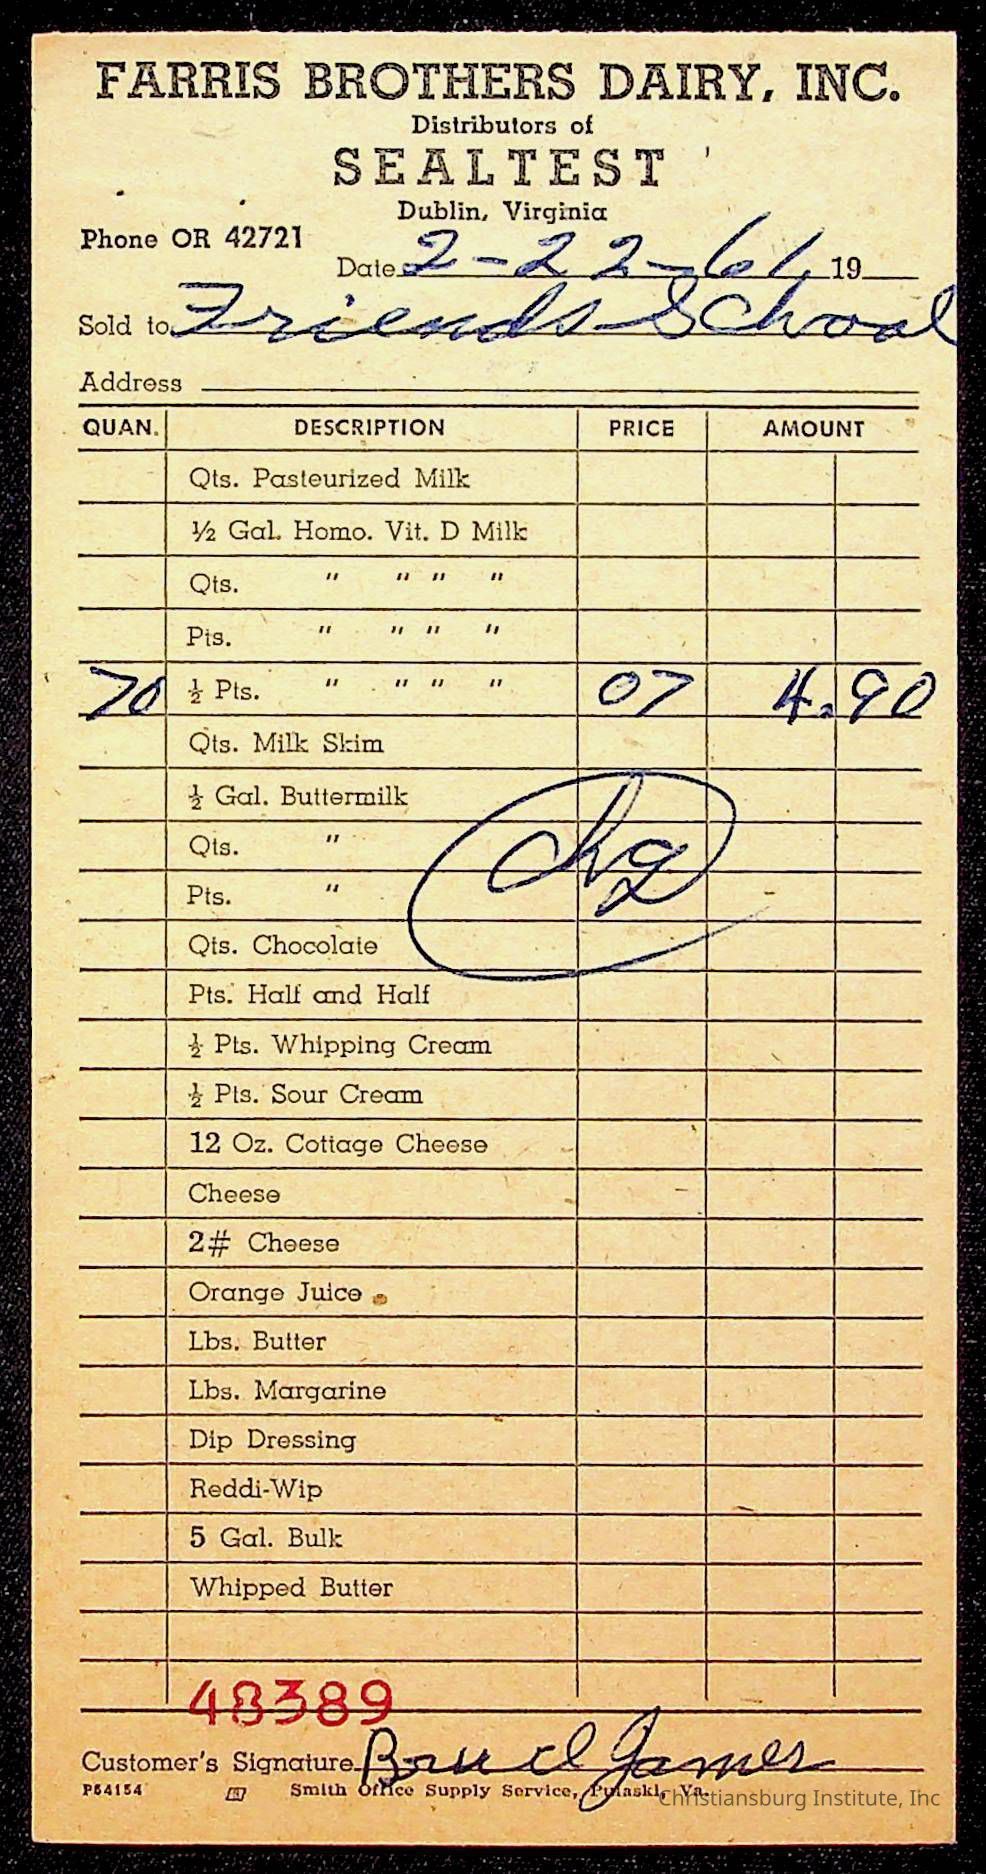 FARRIS BROTHERS DAIRY, INC.
Distributors of
SEALTEST
Dublin, Virginia
Phone OR 42721
Date 2-22-61 19
Sold to Friends School
Address
QUAN. DESCRIPTION PRICE AMOUNT
Qts. Pasteurized Milk
½ Gal. Homo. Vit. D Milk
Qts. " " " "
Pts. " " " "
70 ½ Pts. " " " " 07 4.90
Qts. Milk Skim
½ Gal. Buttermilk
Qts. "
chg
Pts. "
Qts. Chocolate
Pts. Half and Half
½ Pts. Whipping Cream
½ Pts. Sour Cream
12 Oz. Cottage Cheese
Cheese
2# Cheese
Orange Juice
Lbs. Butter
Lbs. Margarine
Dip Dressing
Reddi-Wip
5 Gal. Bulk
Whipped Butter
48389
Customer's Signature James
P54154 Smith Office Supply Service, Pulaski, Va.
Christiansburg Institute, Inc